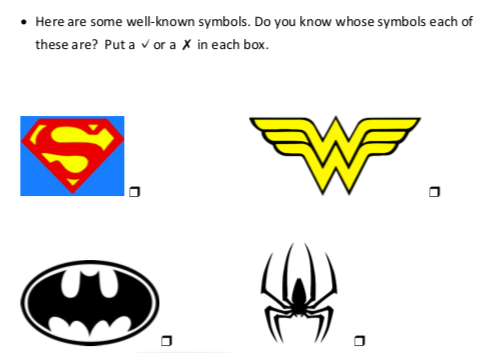 • Here are some well-known symbols. Do you know whose symbols each of
these are? Put a ✓ or a ✗ in each box.